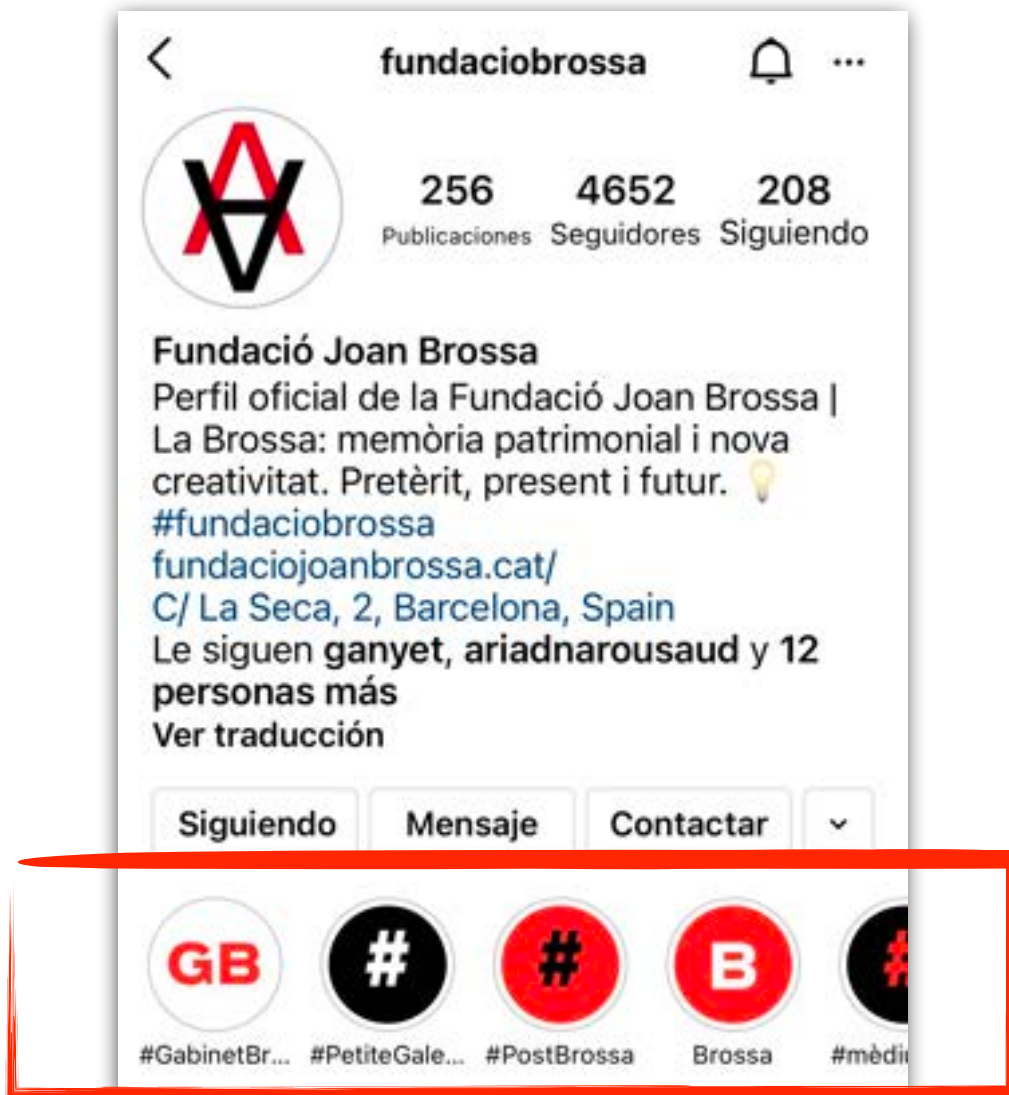 fundaciobrossa
256 4652 208
Publicaciones Seguidores Siguiendo
Fundació Joan Brossa
Perfil oficial de la Fundació Joan Brossa |
La Brossa: memòria patrimonial i nova
creativitat. Pretèrit, present i futur. 💡
#fundaciobrossa
fundaciojoanbrossa.cat/
C/ La Seca, 2, Barcelona, Spain
Le siguen ganyet, ariadnarousaud y 12
personas más
Ver traducción
Siguiendo Mensaje Contactar
GB # # B #
#GabinetBr... #PetiteGale... #PostBrossa Brossa